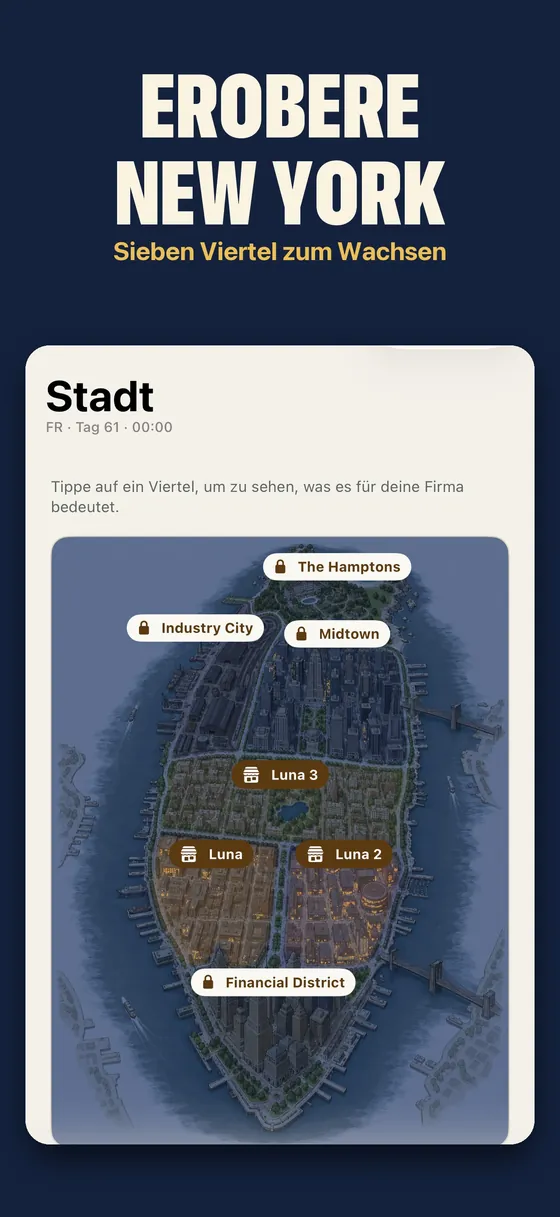 EROBERE
NEW YORK
Sieben Viertel zum Wachsen
Stadt
FR · Tag 61 · 00:00
Tippe auf ein Viertel, um zu sehen, was es für deine Firma
bedeutet.
The Hamptons
Industry City
Midtown
Luna 3
Luna
Luna 2
Financial District